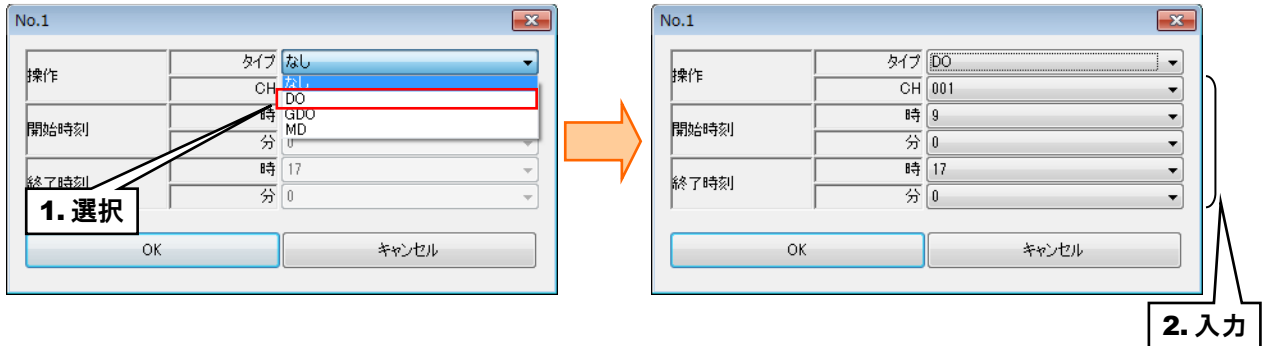 No.1
操作
タイプ
なし
CH
なし
DO
GDO
MD
開始時刻
時
分
0
終了時刻
時
17
分
0
1. 選択
OK
キャンセル
No.1
操作
タイプ
DO
CH
001
開始時刻
時
9
分
0
終了時刻
時
17
分
0
OK
キャンセル
2. 入力